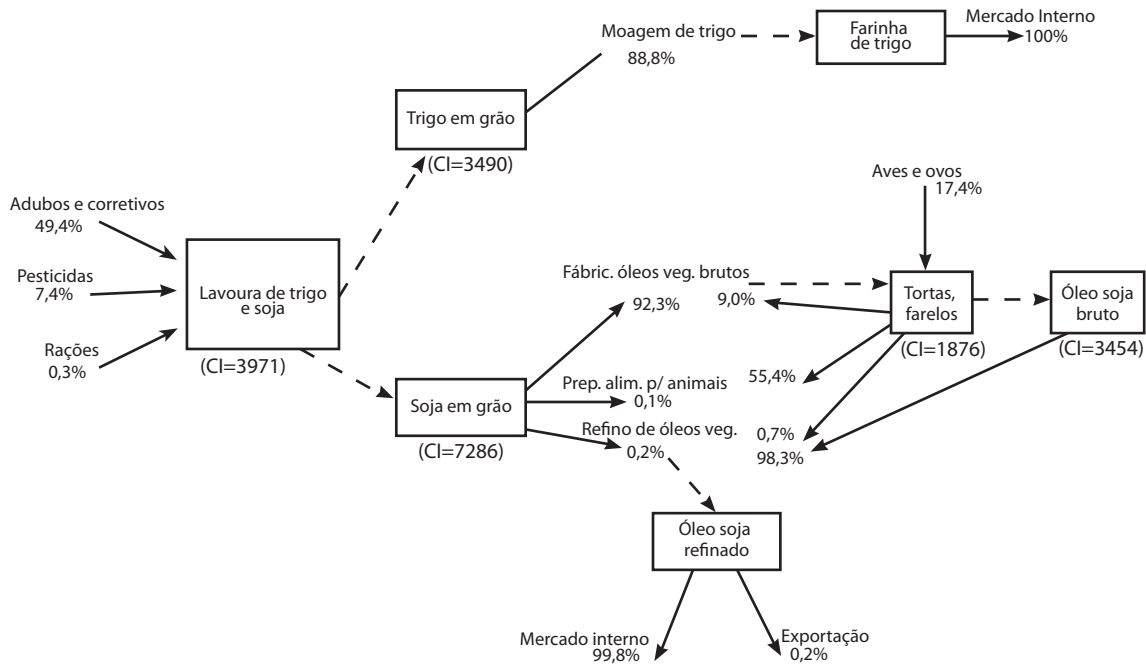 Mercado Interno
100%
Farinha
de trigo
Moagem de trigo
88,8%
Trigo em grão
(CI=3490)
Aves e ovos
17,4%
Adubos e corretivos
49,4%
Pesticidas
7,4%
Rações
0,3%
Lavoura de trigo
e soja
(CI=3971)
Fábric. óleos veg. brutos
92,3%
9,0%
Tortas,
farelos
(CI=1876)
Óleo soja
bruto
(CI=3454)
55,4%
Prep. alim. p/ animais
0,1%
Soja em grão
(CI=7286)
Refino de óleos veg.
0,2%
0,7%
98,3%
Óleo soja
refinado
Mercado interno
99,8%
Exportação
0,2%